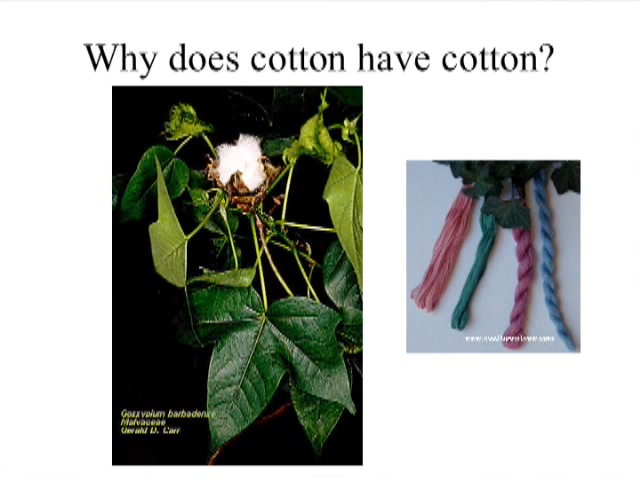 Why does cotton have cotton?
Gossypium barbadense
Malvaceae
Gerald D. Carr